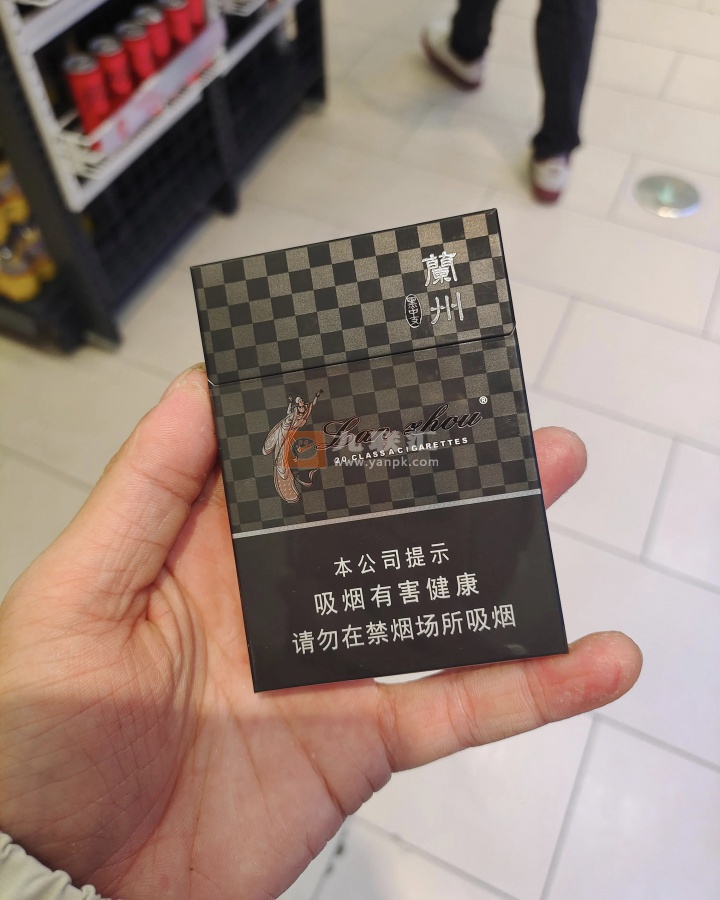 蘭州
黑中支
Lanzhou®
20 CLASS A CIGARETTES
www.yanpk.com
本公司提示
吸烟有害健康
请勿在禁烟场所吸烟